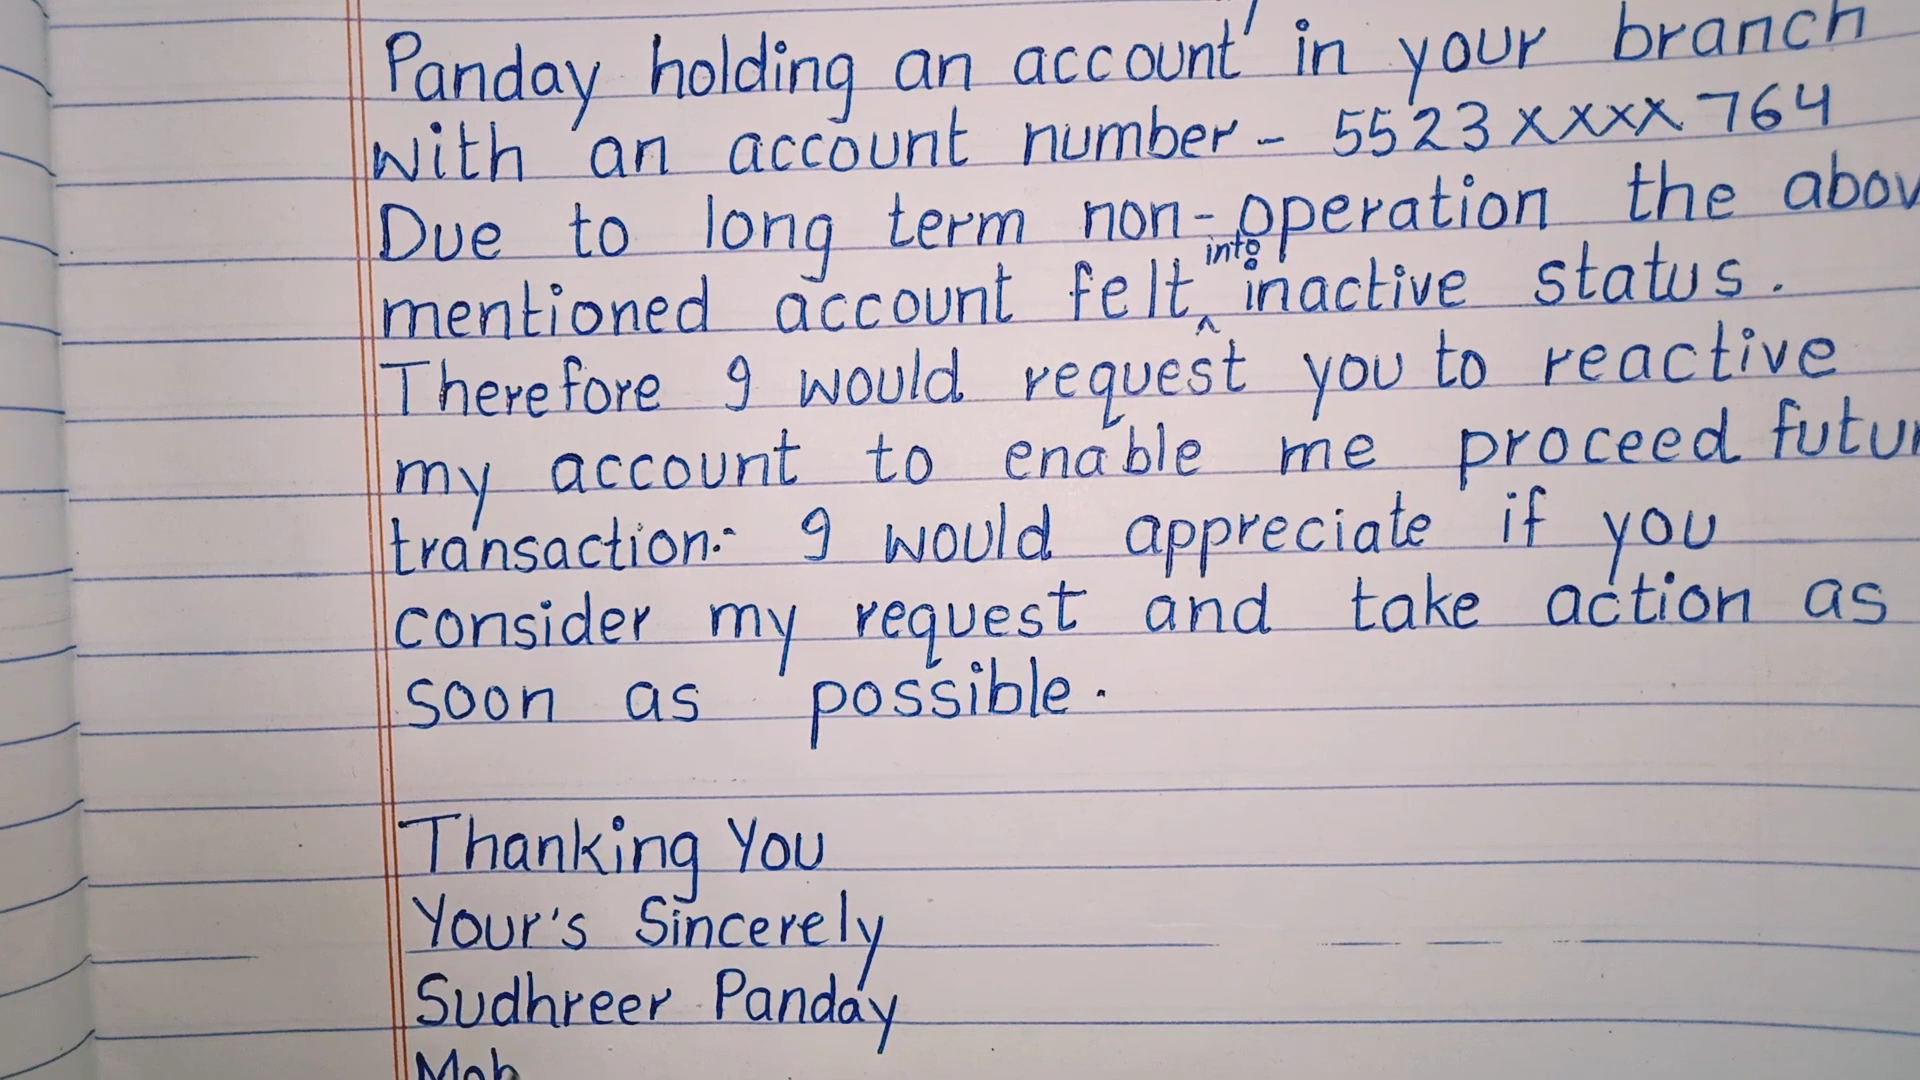 Panday holding an account in your branch
with an account number - 5523xxxx764
Due to long term non-operation the abov
mentioned account felt into inactive status.
Therefore I would request you to reactive
my account to enable me proceed futur
transaction.- I would appreciate if you
consider my request and take action as
soon as possible.
Thanking You
Your's Sincerely
Sudhreer Panday
Mob